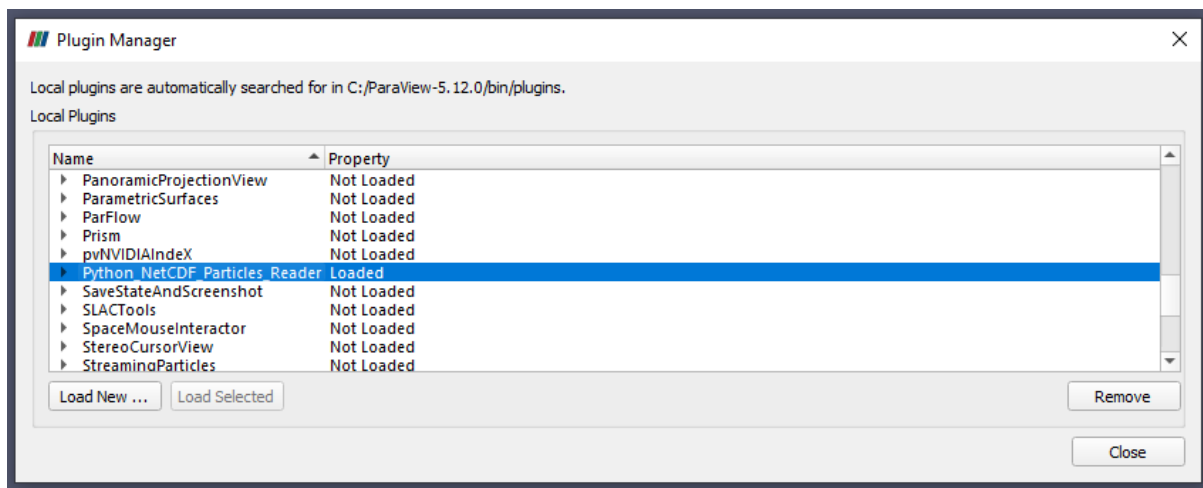 Plugin Manager
Local plugins are automatically searched for in C:/ParaView-5.12.0/bin/plugins.
Local Plugins
Name Property
PanoramicProjectionView Not Loaded
ParametricSurfaces Not Loaded
ParFlow Not Loaded
Prism Not Loaded
pvNVIDIAIndeX Not Loaded
Python_NetCDF_Particles_Reader Loaded
SaveStateAndScreenshot Not Loaded
SLACTools Not Loaded
SpaceMouseInteractor Not Loaded
StereoCursorView Not Loaded
StreamingParticles Not Loaded
Load New ... Load Selected Remove
Close